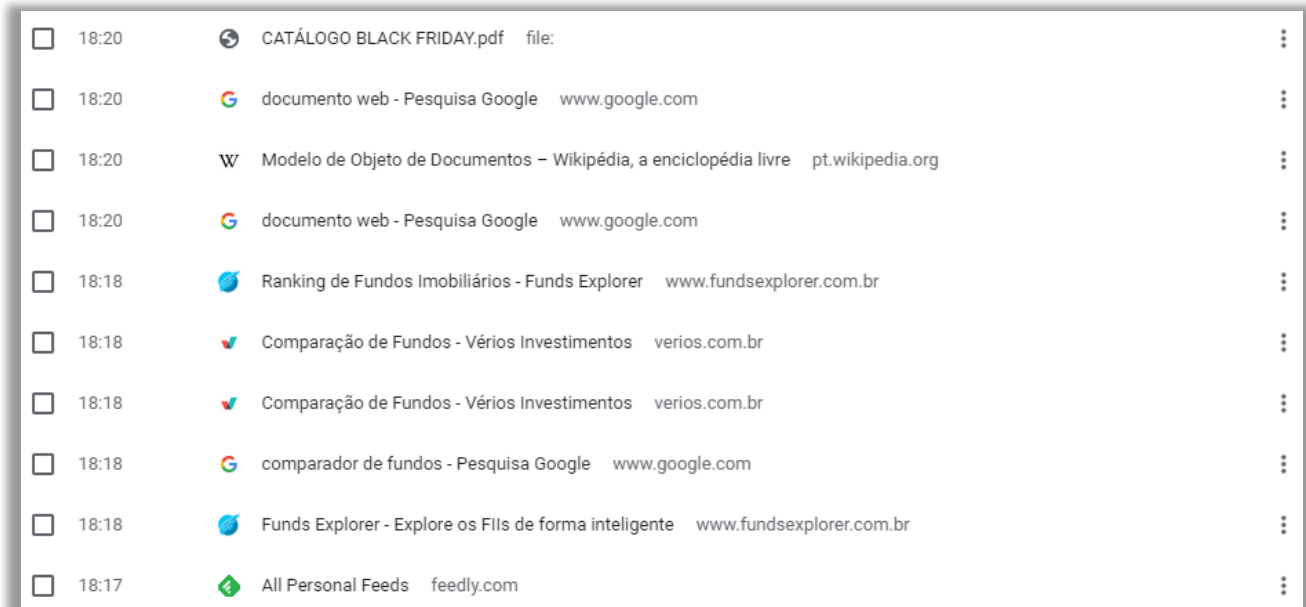 18:20 CATÁLOGO BLACK FRIDAY.pdf file:
18:20 documento web - Pesquisa Google www.google.com
18:20 W Modelo de Objeto de Documentos – Wikipédia, a enciclopédia livre pt.wikipedia.org
18:20 G documento web - Pesquisa Google www.google.com
18:18 Ranking de Fundos Imobiliários - Funds Explorer www.fundsexplorer.com.br
18:18 Comparação de Fundos - Vérios Investimentos verios.com.br
18:18 Comparação de Fundos - Vérios Investimentos verios.com.br
18:18 G comparador de fundos - Pesquisa Google www.google.com
18:18 Funds Explorer - Explore os FIIs de forma inteligente www.fundsexplorer.com.br
18:17 All Personal Feeds feedly.com